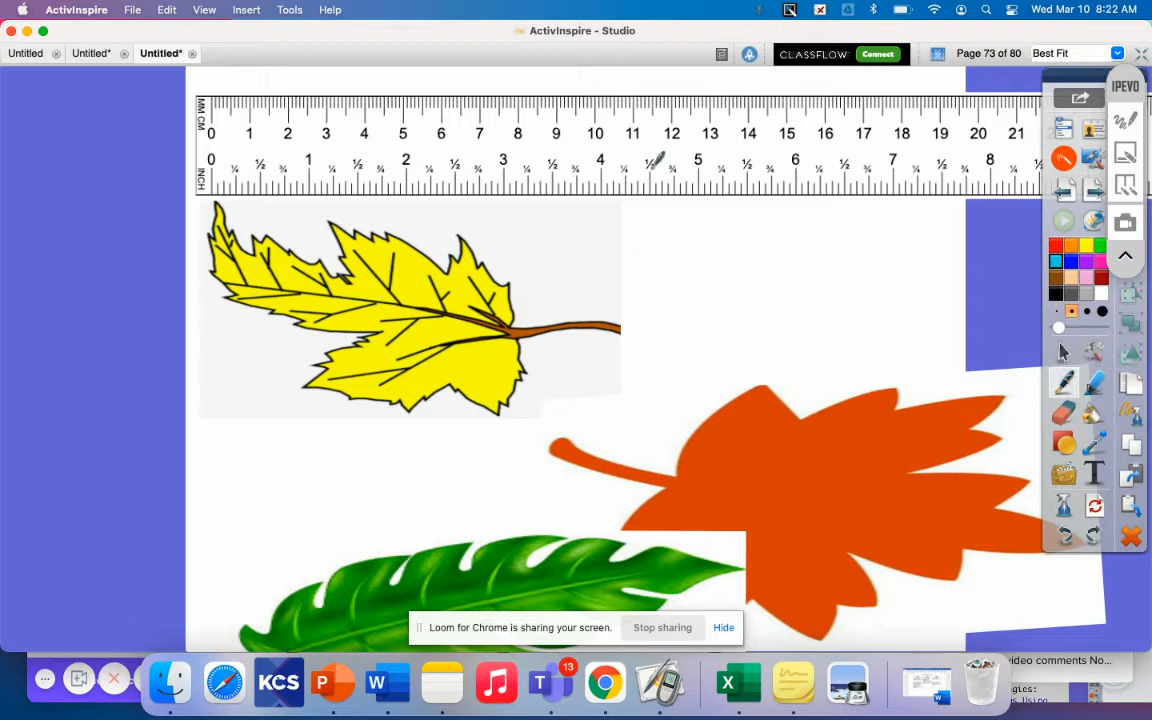 ActivInspire File Edit View Insert Tools Help Wed Mar 10 8:22 AM
ActivInspire - Studio
Untitled Untitled* Untitled* CLASSFLOW Connect Page 73 of 80 Best Fit
IPEVO
MM CM
0 1 2 3 4 5 6 7 8 9 10 11 12 13 14 15 16 17 18 19 20 21
0 1 2 3 4 5 6 7 8
¼ ½ ¾ ¼ ½ ¾ ¼ ½ ¾ ¼ ½ ¾ ¼ ½ ¾ ¼ ½ ¾ ¼ ½ ¾ ¼ ½ ¾ ¼ ½
INCH
T
Loom for Chrome is sharing your screen. Stop sharing Hide
KCS P W T 13 X
video comments No...